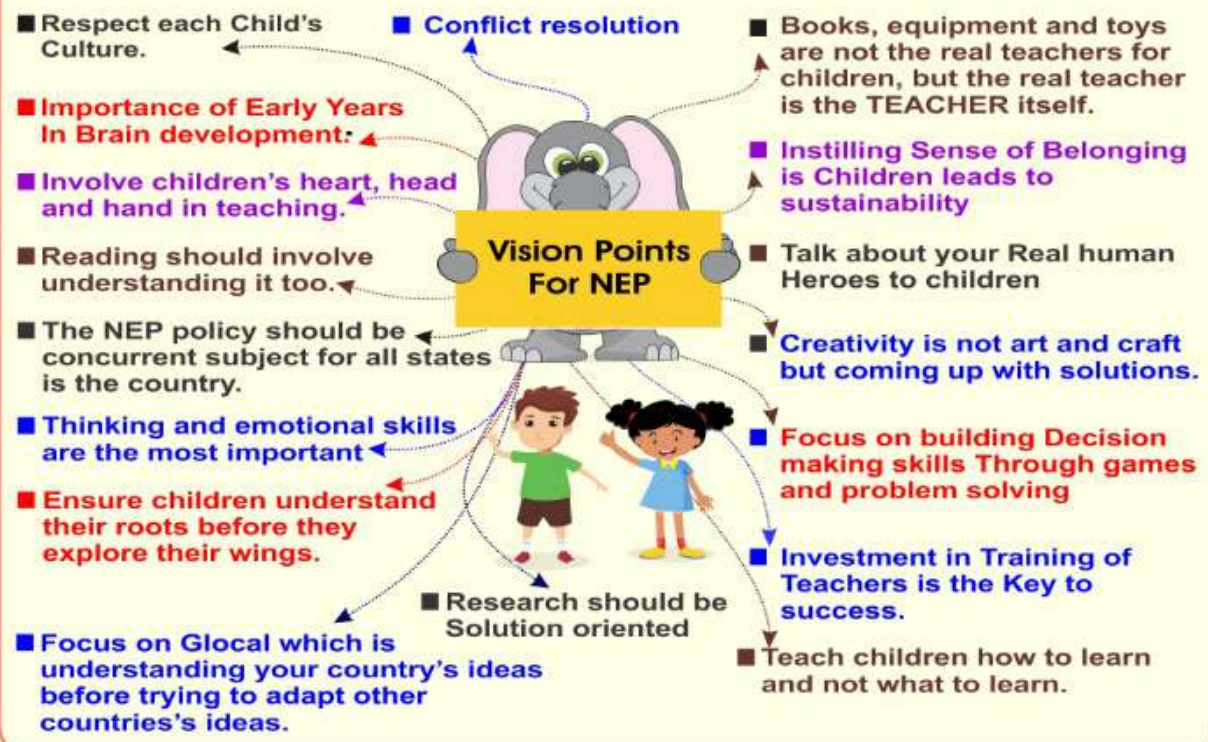 Respect each Child's
Culture.
Importance of Early Years
In Brain development.
Involve children's heart, head
and hand in teaching.
Reading should involve
understanding it too.
The NEP policy should be
concurrent subject for all states
is the country.
Thinking and emotional skills
are the most important
Ensure children understand
their roots before they
explore their wings.
Focus on Glocal which is
understanding your country's ideas
before trying to adapt other
countries's ideas.
Conflict resolution
Vision Points
For NEP
Research should be
Solution oriented
Books, equipment and toys
are not the real teachers for
children, but the real teacher
is the TEACHER itself.
Instilling Sense of Belonging
is Children leads to
sustainability
Talk about your Real human
Heroes to children
Creativity is not art and craft
but coming up with solutions.
Focus on building Decision
making skills Through games
and problem solving
Investment in Training of
Teachers is the Key to
success.
Teach children how to learn
and not what to learn.